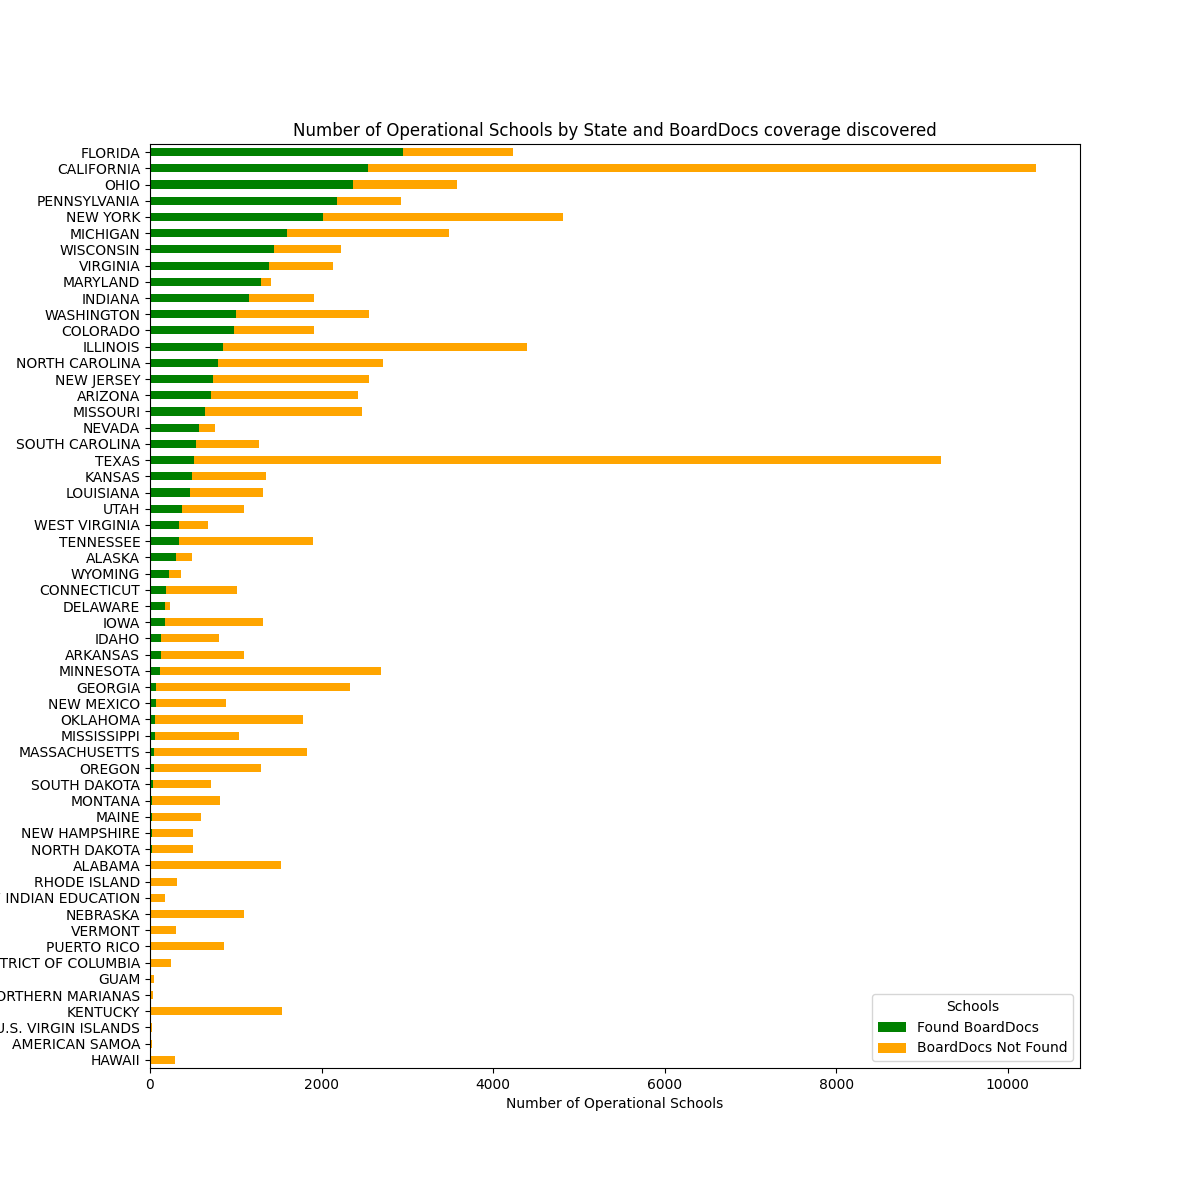 Number of Operational Schools by State and BoardDocs coverage discovered
FLORIDA
CALIFORNIA
OHIO
PENNSYLVANIA
NEW YORK
MICHIGAN
WISCONSIN
VIRGINIA
MARYLAND
INDIANA
WASHINGTON
COLORADO
ILLINOIS
NORTH CAROLINA
NEW JERSEY
ARIZONA
MISSOURI
NEVADA
SOUTH CAROLINA
TEXAS
KANSAS
LOUISIANA
UTAH
WEST VIRGINIA
TENNESSEE
ALASKA
WYOMING
CONNECTICUT
DELAWARE
IOWA
IDAHO
ARKANSAS
MINNESOTA
GEORGIA
NEW MEXICO
OKLAHOMA
MISSISSIPPI
MASSACHUSETTS
OREGON
SOUTH DAKOTA
MONTANA
MAINE
NEW HAMPSHIRE
NORTH DAKOTA
ALABAMA
RHODE ISLAND
INDIAN EDUCATION
NEBRASKA
VERMONT
PUERTO RICO
TRICT OF COLUMBIA
GUAM
ORTHERN MARIANAS
KENTUCKY
U.S. VIRGIN ISLANDS
AMERICAN SAMOA
HAWAII
Schools
Found BoardDocs
BoardDocs Not Found
0 2000 4000 6000 8000 10000
Number of Operational Schools